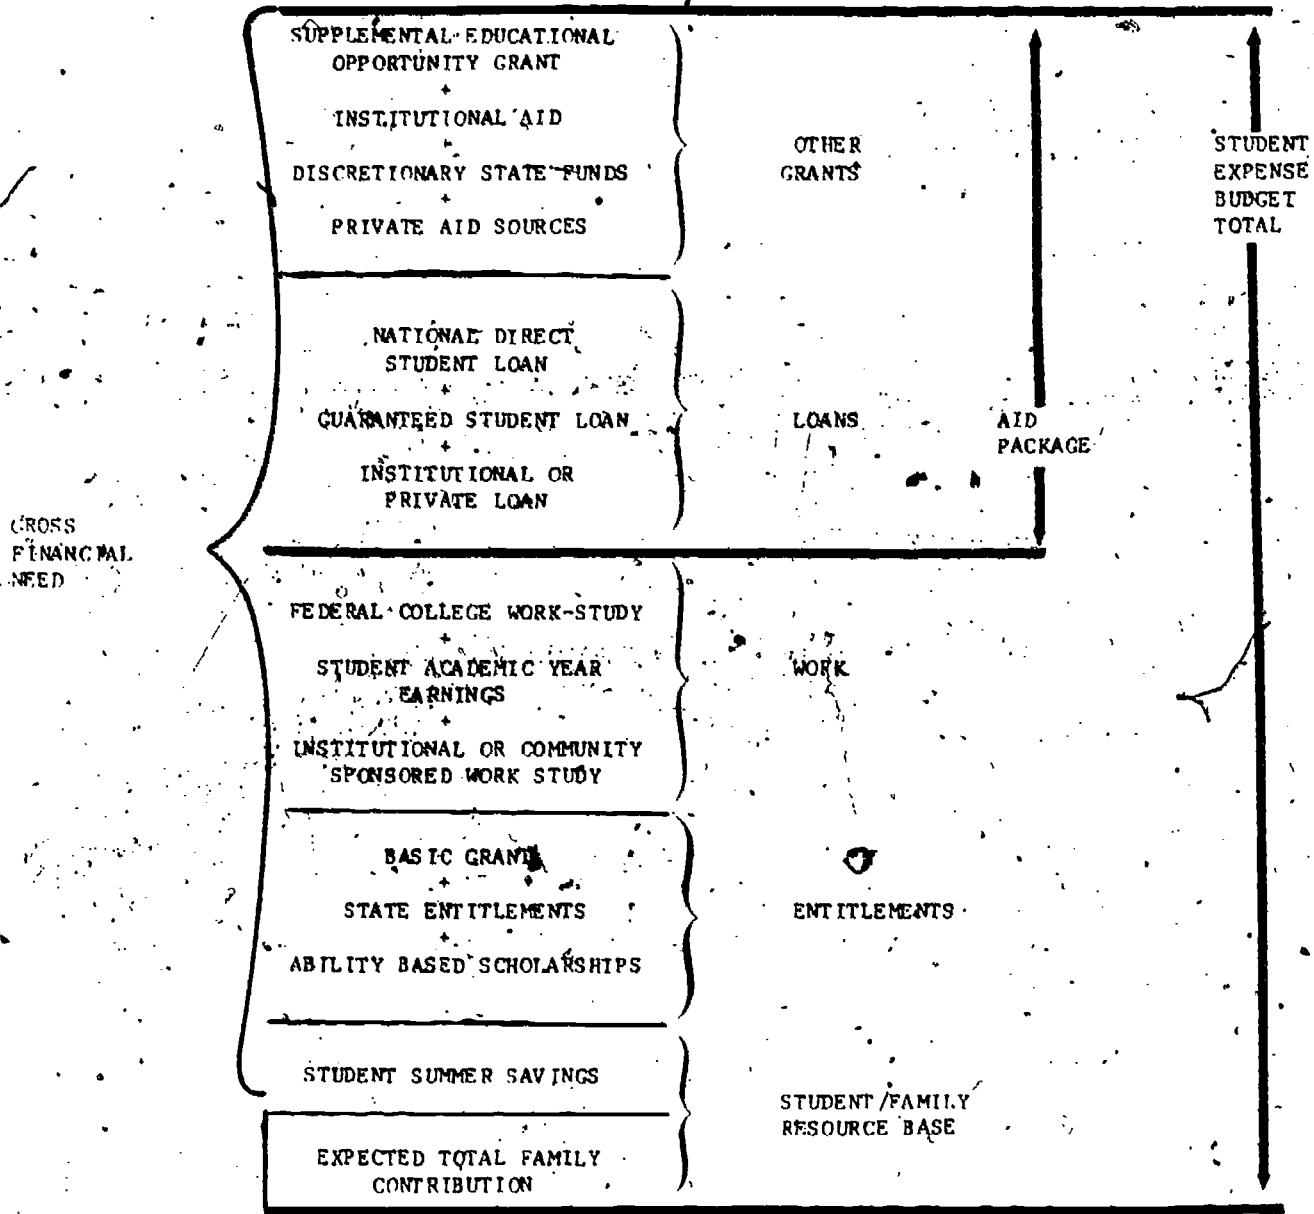 SUPPLEMENTAL EDUCATIONAL
OPPORTUNITY GRANT
+
INSTITUTIONAL AID
+
DISCRETIONARY STATE FUNDS
+
PRIVATE AID SOURCES
OTHER
GRANTS
STUDENT
EXPENSE
BUDGET
TOTAL
NATIONAL DIRECT
STUDENT LOAN
+
GUARANTEED STUDENT LOAN
+
INSTITUTIONAL OR
PRIVATE LOAN
LOANS
AID
PACKAGE
GROSS
FINANCIAL
NEED
FEDERAL COLLEGE WORK-STUDY
+
STUDENT ACADEMIC YEAR
EARNINGS
+
INSTITUTIONAL OR COMMUNITY
SPONSORED WORK STUDY
WORK
BASIC GRANT
+
STATE ENTITLEMENTS
+
ABILITY BASED SCHOLARSHIPS
ENTITLEMENTS
STUDENT SUMMER SAVINGS
EXPECTED TOTAL FAMILY
CONTRIBUTION
STUDENT/FAMILY
RESOURCE BASE